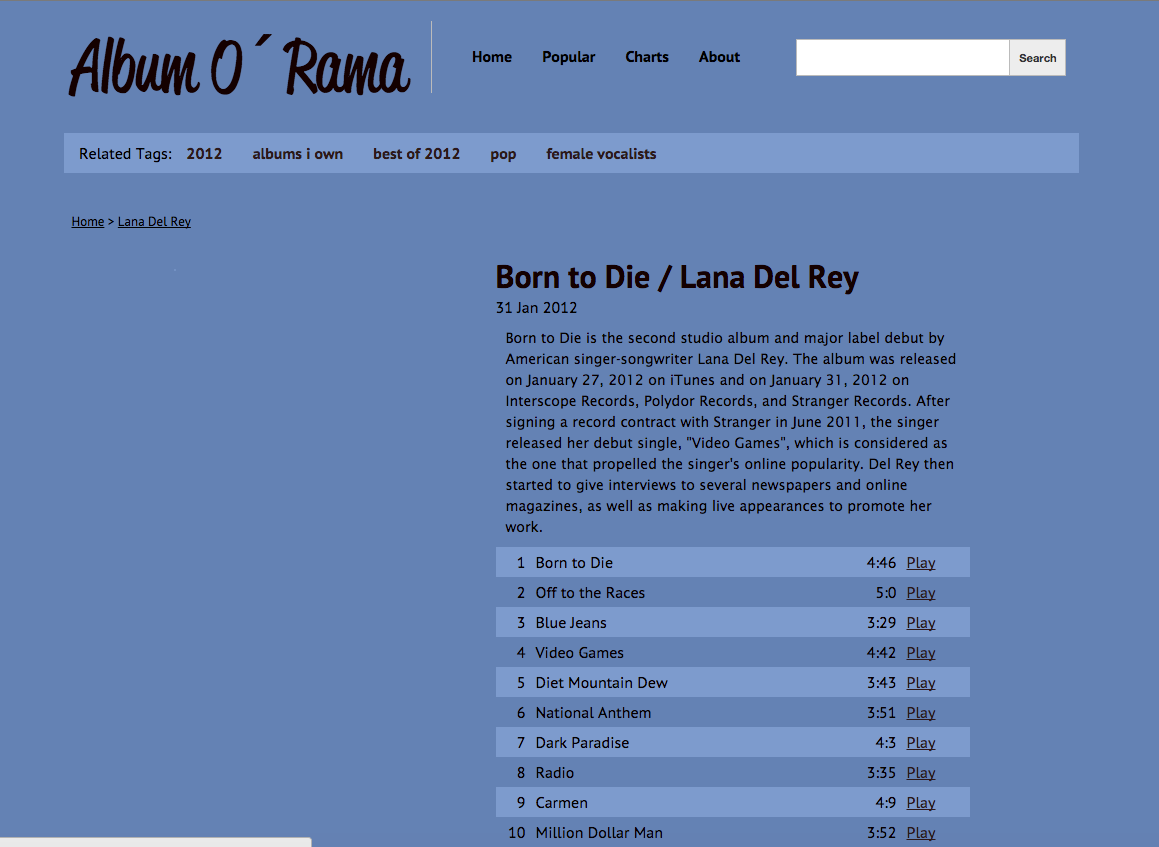 Album O´Rama
Home Popular Charts About
Search
Related Tags: 2012 albums i own best of 2012 pop female vocalists
Home > Lana Del Rey
Born to Die / Lana Del Rey
31 Jan 2012
Born to Die is the second studio album and major label debut by
American singer-songwriter Lana Del Rey. The album was released
on January 27, 2012 on iTunes and on January 31, 2012 on
Interscope Records, Polydor Records, and Stranger Records. After
signing a record contract with Stranger in June 2011, the singer
released her debut single, "Video Games", which is considered as
the one that propelled the singer's online popularity. Del Rey then
started to give interviews to several newspapers and online
magazines, as well as making live appearances to promote her
work.
1 Born to Die 4:46 Play
2 Off to the Races 5:0 Play
3 Blue Jeans 3:29 Play
4 Video Games 4:42 Play
5 Diet Mountain Dew 3:43 Play
6 National Anthem 3:51 Play
7 Dark Paradise 4:3 Play
8 Radio 3:35 Play
9 Carmen 4:9 Play
10 Million Dollar Man 3:52 Play